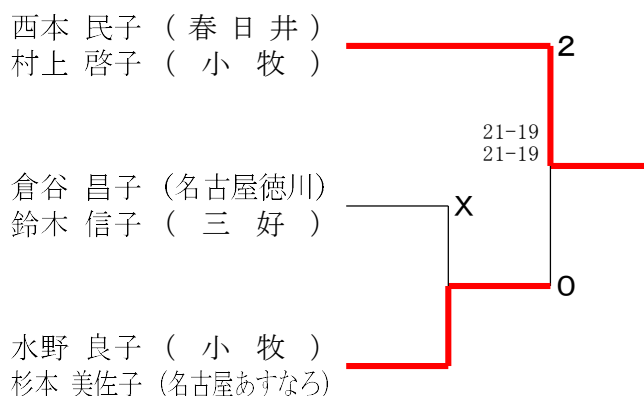 西本 民子 （ 春 日 井 ）
2
村上 啓子 （ 小 牧 ）
21-19
21-19
倉谷 昌子 （名古屋徳川）
X
鈴木 信子 （ 三 好 ）
0
水野 良子 （ 小 牧 ）
杉本 美佐子 （名古屋あすなろ）